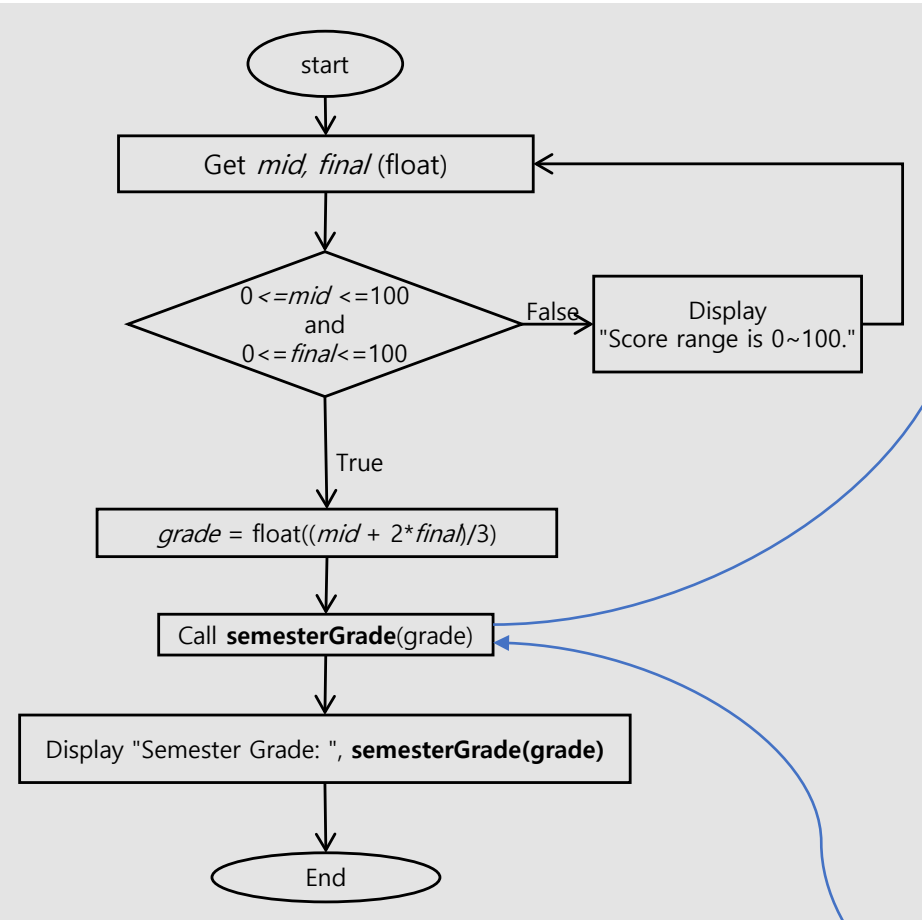 start
Get mid, final (float)
0<=mid <=100
and
0<=final<=100
False
Display
"Score range is 0~100."
True
grade = float((mid + 2*final)/3)
Call semesterGrade(grade)
Display "Semester Grade: ", semesterGrade(grade)
End